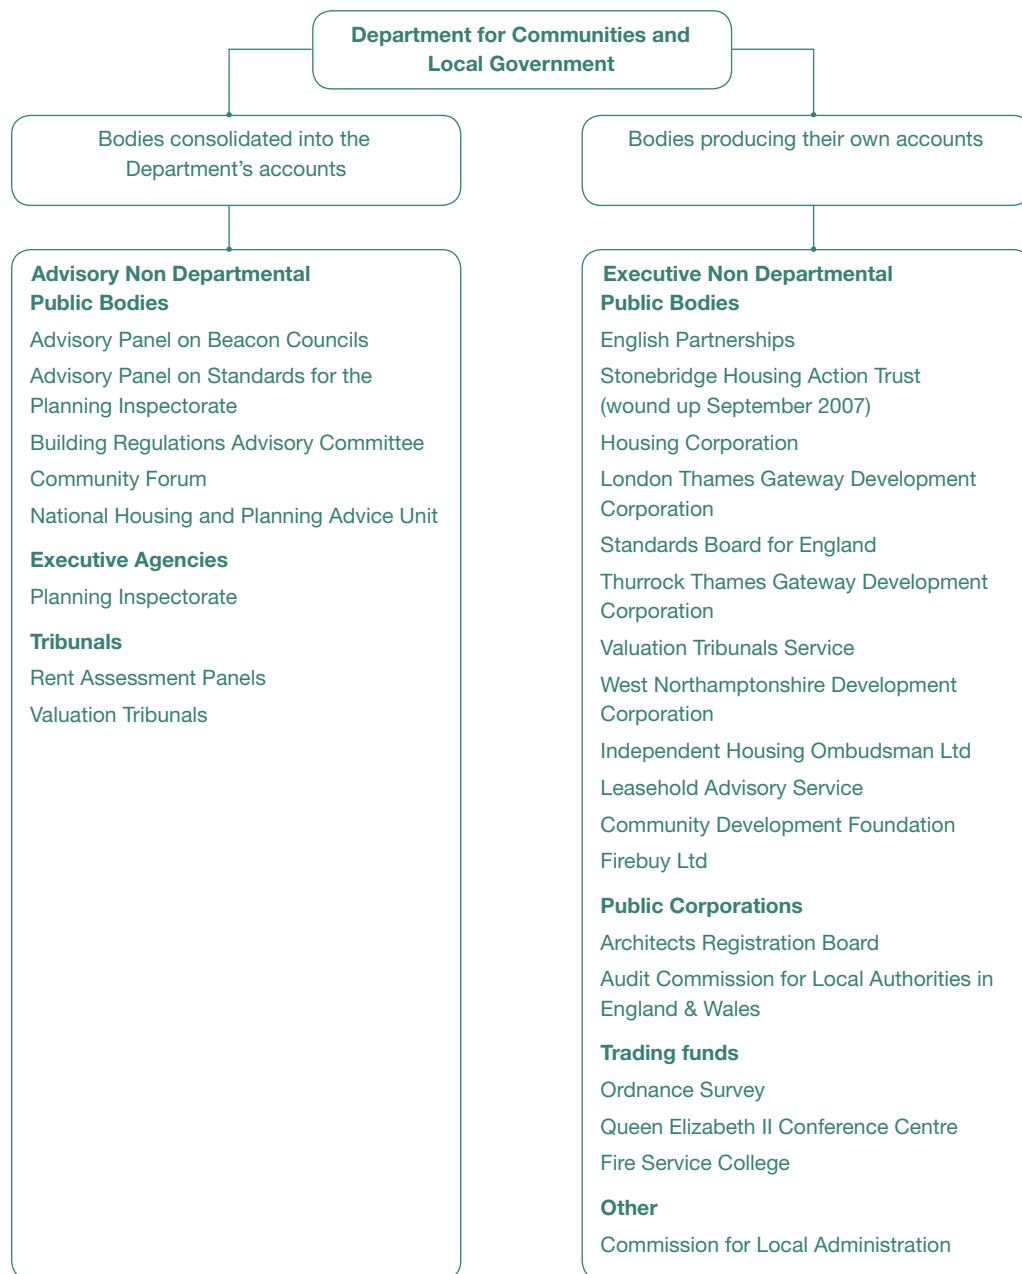 Department for Communities and
Local Government
Bodies consolidated into the
Department’s accounts
Bodies producing their own accounts
Advisory Non Departmental
Public Bodies
Advisory Panel on Beacon Councils
Advisory Panel on Standards for the
Planning Inspectorate
Building Regulations Advisory Committee
Community Forum
National Housing and Planning Advice Unit
Executive Agencies
Planning Inspectorate
Tribunals
Rent Assessment Panels
Valuation Tribunals
Executive Non Departmental
Public Bodies
English Partnerships
Stonebridge Housing Action Trust
(wound up September 2007)
Housing Corporation
London Thames Gateway Development
Corporation
Standards Board for England
Thurrock Thames Gateway Development
Corporation
Valuation Tribunals Service
West Northamptonshire Development
Corporation
Independent Housing Ombudsman Ltd
Leasehold Advisory Service
Community Development Foundation
Firebuy Ltd
Public Corporations
Architects Registration Board
Audit Commission for Local Authorities in
England & Wales
Trading funds
Ordnance Survey
Queen Elizabeth II Conference Centre
Fire Service College
Other
Commission for Local Administration